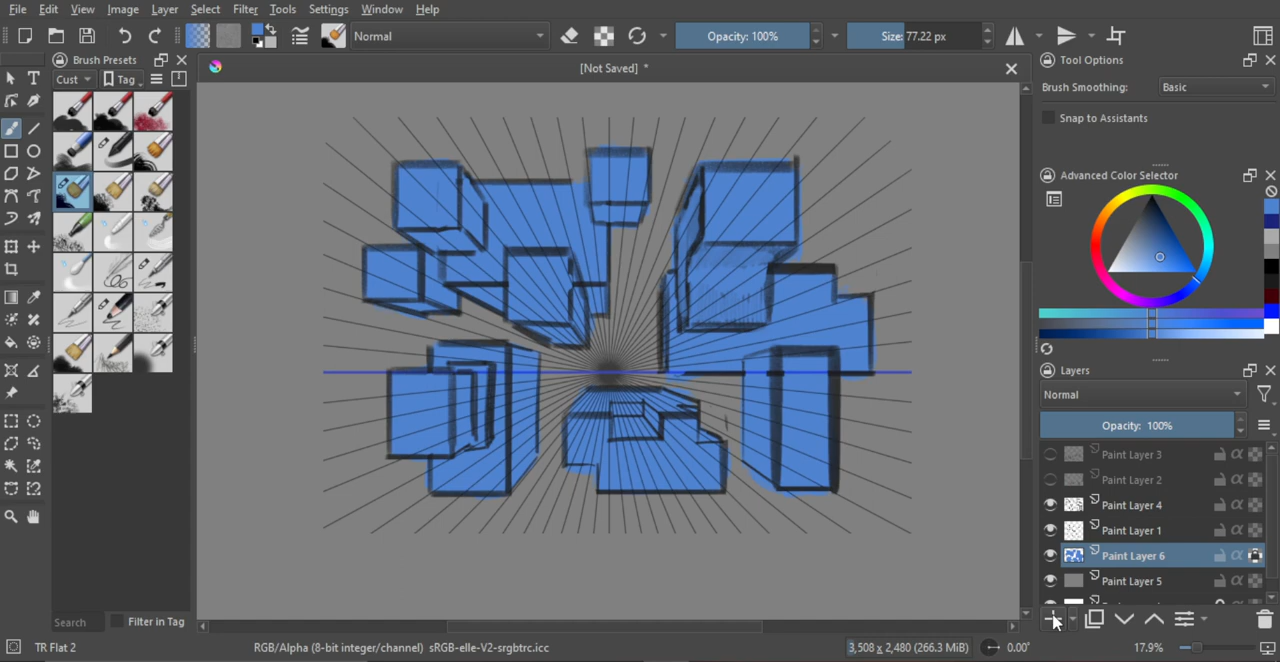 File Edit View Image Layer Select Filter Tools Settings Window Help
Normal Opacity: 100% Size: 77.22 px
Brush Presets
[Not Saved] *
Tool Options
Cust Tag
Brush Smoothing: Basic
Snap to Assistants
Advanced Color Selector
Layers
Normal
Opacity: 100%
Paint Layer 3
Paint Layer 2
Paint Layer 4
Paint Layer 1
Paint Layer 6
Paint Layer 5
Search Filter in Tag
TR Flat 2 RGB/Alpha (8-bit integer/channel) sRGB-elle-V2-srgbtrc.icc 3,508 x 2,480 (266.3 MiB) 0.00° 17.9%